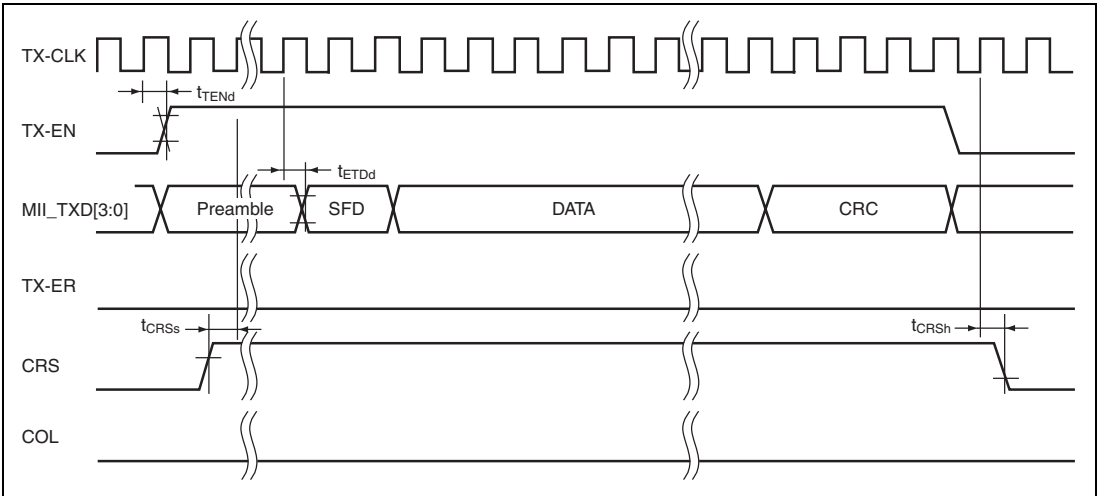 TX-CLK
tTENd
TX-EN
tETDd
MII_TXD[3:0] Preamble SFD DATA CRC
TX-ER
tCRSs tCRSh
CRS
COL